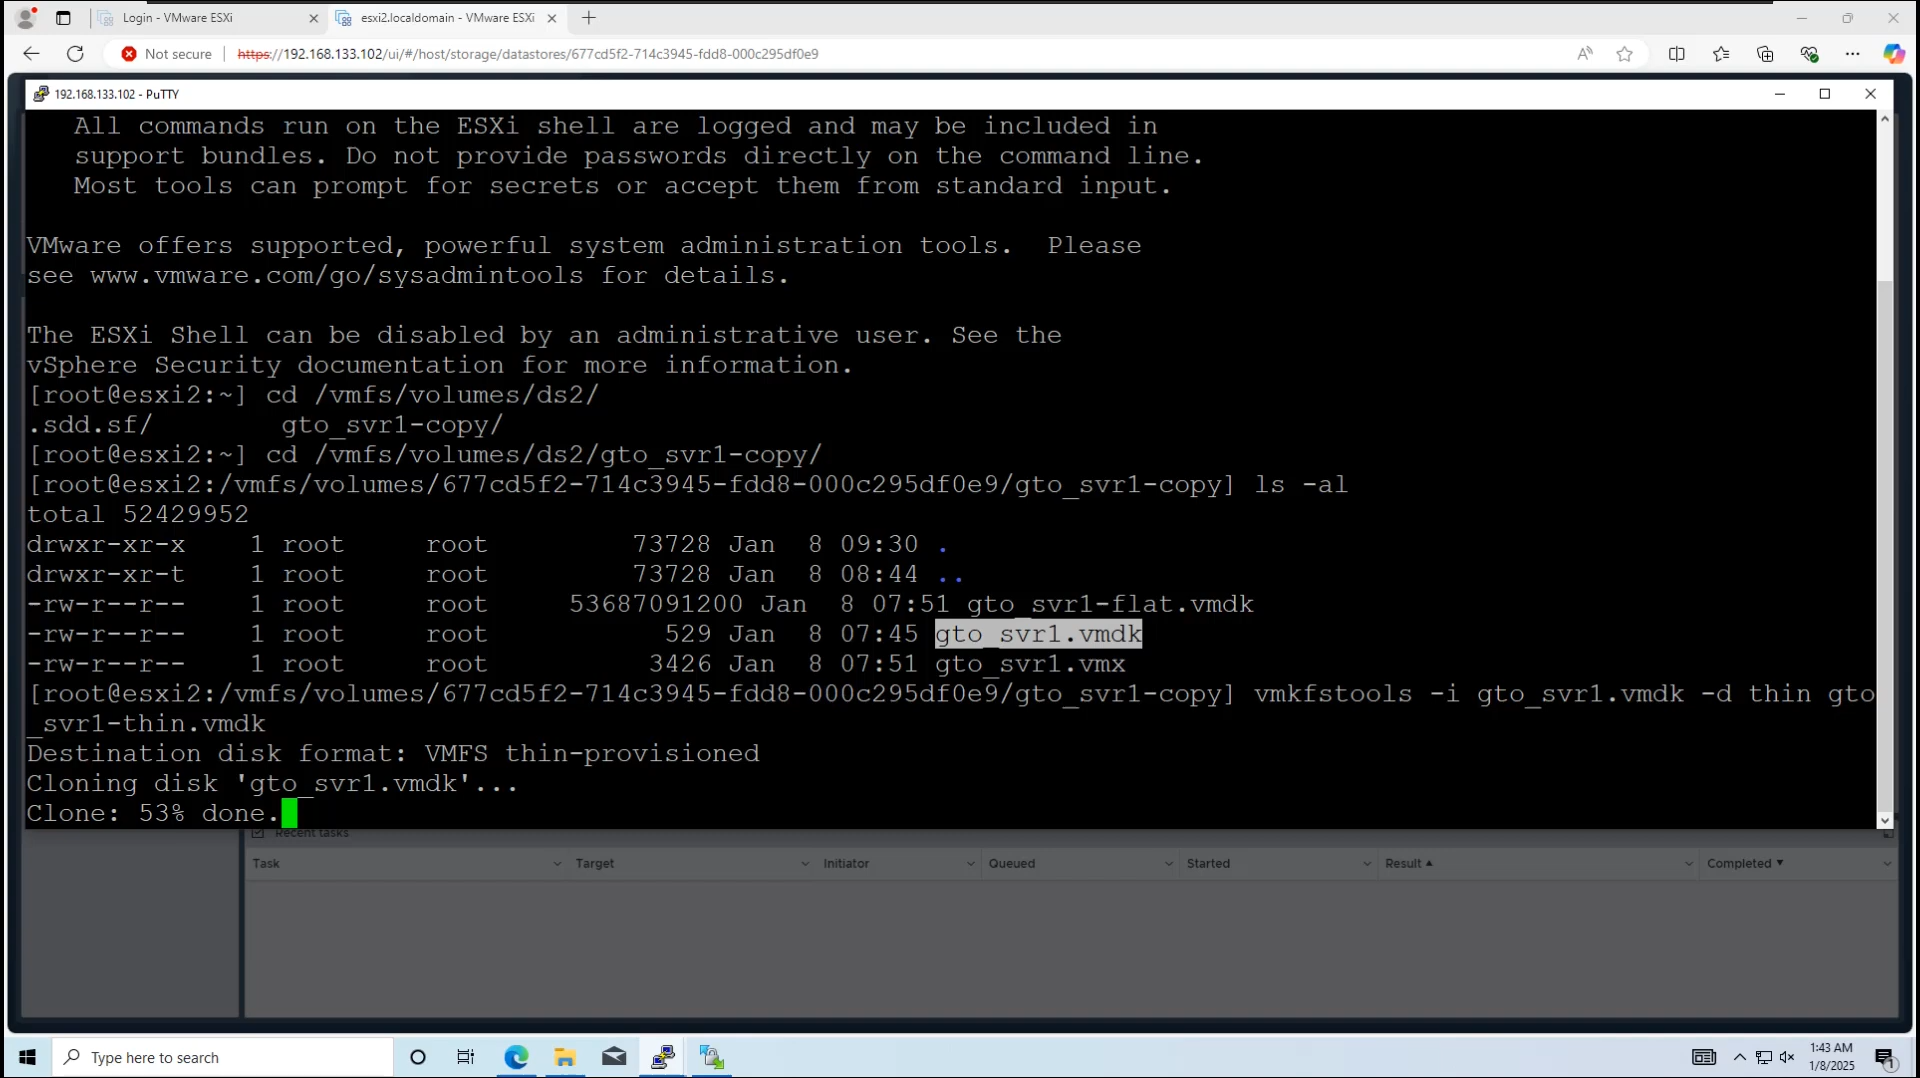 Login - VMware ESXi
esxi2.localdomain - VMware ESXi
Not secure
https://192.168.133.102/ui/#/host/storage/datastores/677cd5f2-714c3945-fdd8-000c295df0e9
192.168.133.102 - PuTTY
All commands run on the ESXi shell are logged and may be included in
support bundles. Do not provide passwords directly on the command line.
Most tools can prompt for secrets or accept them from standard input.
VMware offers supported, powerful system administration tools.  Please
see www.vmware.com/go/sysadmintools for details.
The ESXi Shell can be disabled by an administrative user. See the
vSphere Security documentation for more information.
[root@esxi2:~] cd /vmfs/volumes/ds2/
.sdd.sf/        gto_svr1-copy/
[root@esxi2:~] cd /vmfs/volumes/ds2/gto_svr1-copy/
[root@esxi2:/vmfs/volumes/677cd5f2-714c3945-fdd8-000c295df0e9/gto_svr1-copy] ls -al
total 52429952
drwxr-xr-x    1 root     root         73728 Jan  8 09:30 .
drwxr-xr-t    1 root     root         73728 Jan  8 08:44 ..
-rw-r--r--    1 root     root     53687091200 Jan  8 07:51 gto_svr1-flat.vmdk
-rw-r--r--    1 root     root           529 Jan  8 07:45 gto_svr1.vmdk
-rw-r--r--    1 root     root          3426 Jan  8 07:51 gto_svr1.vmx
[root@esxi2:/vmfs/volumes/677cd5f2-714c3945-fdd8-000c295df0e9/gto_svr1-copy] vmkfstools -i gto_svr1.vmdk -d thin gto
_svr1-thin.vmdk
Destination disk format: VMFS thin-provisioned
Cloning disk 'gto_svr1.vmdk'...
Clone: 53% done.
Recent tasks
Task Target Initiator Queued Started Result Completed
Type here to search
1:43 AM
1/8/2025
1